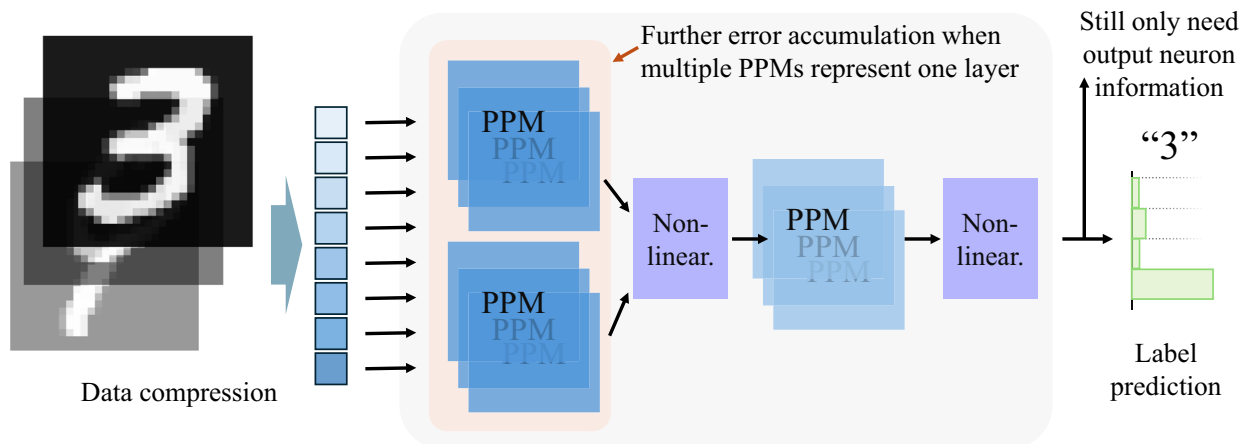 Further error accumulation when
multiple PPMs represent one layer
Still only need
output neuron
information
PPM
PPM
PPM
PPM
PPM
PPM
Non-
linear.
PPM
PPM
PPM
Non-
linear.
“3”
Data compression
Label
prediction